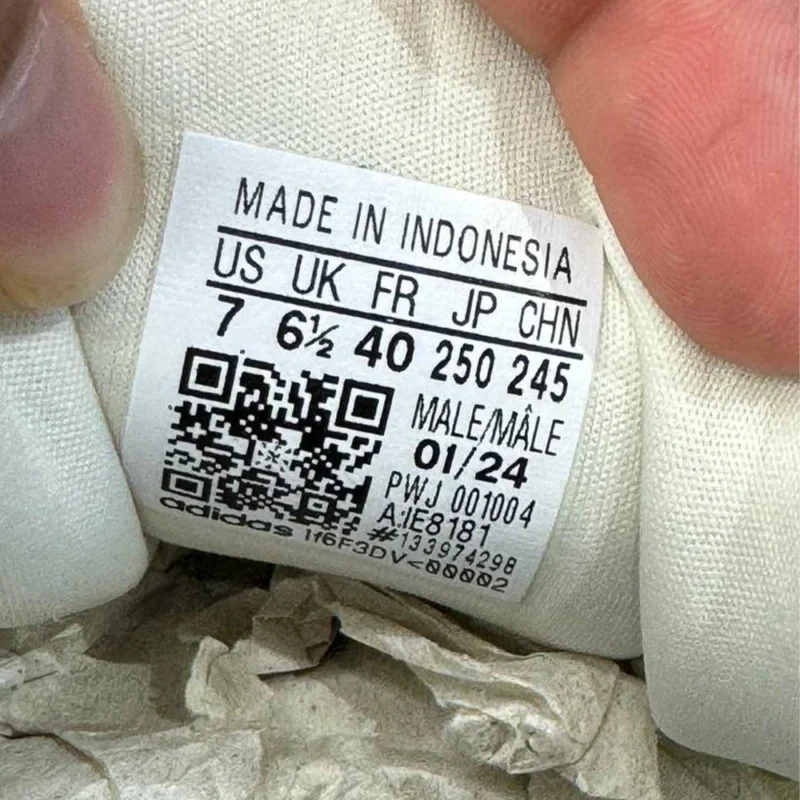 MADE IN INDONESIA
US UK FR JP CHN
7 6½ 40 250 245
MALE/MÂLE
01/24
PWJ 001004
A:IE8181
#133974298
adidas 1f6F3DV<00002